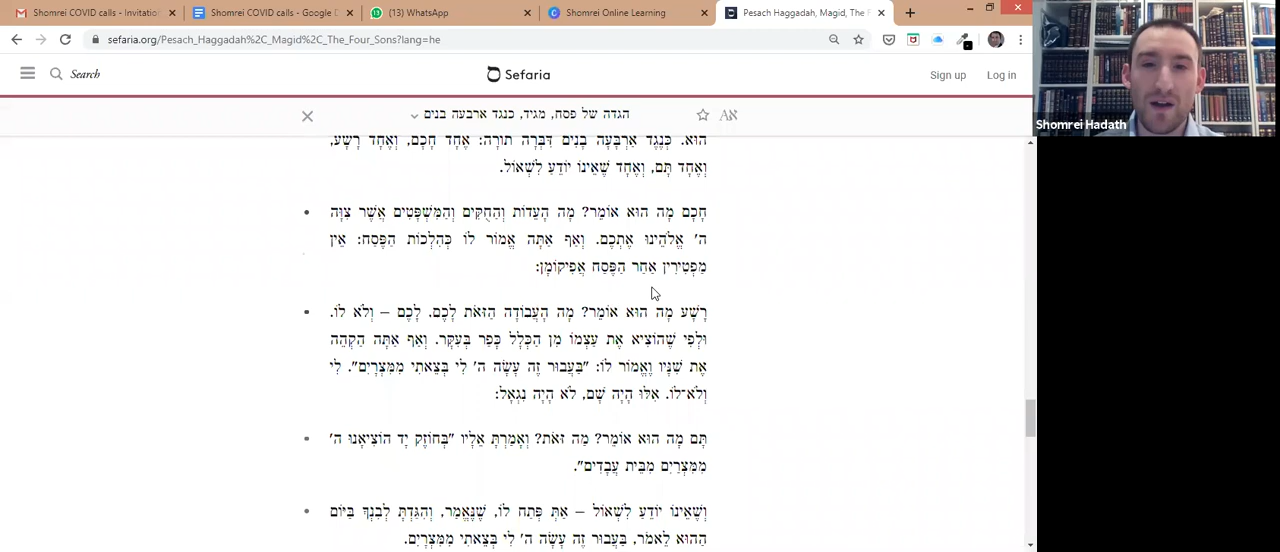 Shomrei COVID calls - Invitatio
Shomrei COVID calls - Google D
(13) WhatsApp
Shomrei Online Learning
Pesach Haggadah, Magid, The F
sefaria.org/Pesach_Haggadah%2C_Magid%2C_The_Four_Sons?lang=he
Search
Sefaria
Sign up
Log in
Shomrei Hadath
הגדה של פסח, מגיד, כנגד ארבעה בנים
הוּא. כְּנֶגֶד אַרְבָּעָה בָנִים דִּבְּרָה תוֹרָה: אֶחָד חָכָם, וְאֶחָד רָשָׁע,
וְאֶחָד תָּם, וְאֶחָד שֶׁאֵינוֹ יוֹדֵעַ לִשְׁאוֹל.
חָכָם מָה הוּא אוֹמֵר? מָה הָעֵדוֹת וְהַחֻקִּים וְהַמִּשְׁפָּטִים אֲשֶׁר צִוָּה
ה׳ אֱלֹהֵינוּ אֶתְכֶם. וְאַף אַתָּה אֱמוֹר לוֹ כְּהִלְכוֹת הַפֶּסַח: אֵין
מַפְטִירִין אַחַר הַפֶּסַח אֲפִיקוֹמָן:
רָשָׁע מָה הוּא אוֹמֵר? מָה הָעֲבוֹדָה הַזֹּאת לָכֶם. לָכֶם – וְלֹא לוֹ.
וּלְפִי שֶׁהוֹצִיא אֶת עַצְמוֹ מִן הַכְּלָל כָּפַר בְּעִקָּר. וְאַף אַתָּה הַקְהֵה
אֶת שִׁנָּיו וֶאֱמוֹר לוֹ: "בַּעֲבוּר זֶה עָשָׂה ה׳ לִי בְּצֵאתִי מִמִּצְרָיִם". לִי
וְלֹא־לוֹ. אִלּוּ הָיָה שָׁם, לֹא הָיָה נִגְאָל:
תָּם מָה הוּא אוֹמֵר? מַה זֹּאת? וְאָמַרְתָּ אֵלָיו "בְּחוֹזֶק יָד הוֹצִיאָנוּ ה׳
מִמִּצְרַיִם מִבֵּית עֲבָדִים".
וְשֶׁאֵינוֹ יוֹדֵעַ לִשְׁאוֹל – אַתְּ פְּתַח לוֹ, שֶׁנֶּאֱמַר, וְהִגַּדְתָּ לְבִנְךָ בַּיּוֹם
הַהוּא לֵאמֹר, בַּעֲבוּר זֶה עָשָׂה ה׳ לִי בְּצֵאתִי מִמִּצְרָיִם.